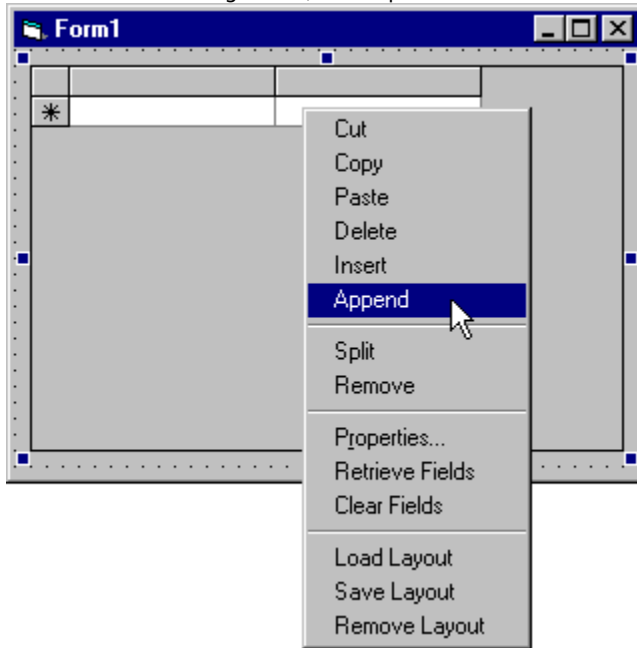 Form1
Cut
Copy
Paste
Delete
Insert
Append
Split
Remove
Properties...
Retrieve Fields
Clear Fields
Load Layout
Save Layout
Remove Layout